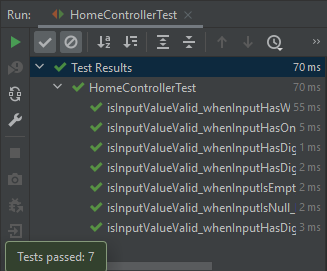 Run: HomeControllerTest
Test Results 70 ms
HomeControllerTest 70 ms
isInputValueValid_whenInputHasW 55 ms
isInputValueValid_whenInputHasOn 5 ms
isInputValueValid_whenInputHasDig 2 ms
isInputValueValid_whenInputHasDig 2 ms
isInputValueValid_whenInputIsEmpt 2 ms
isInputValueValid_whenInputIsNull_ 1 ms
isInputValueValid_whenInputHasDig 3 ms
Tests passed: 7